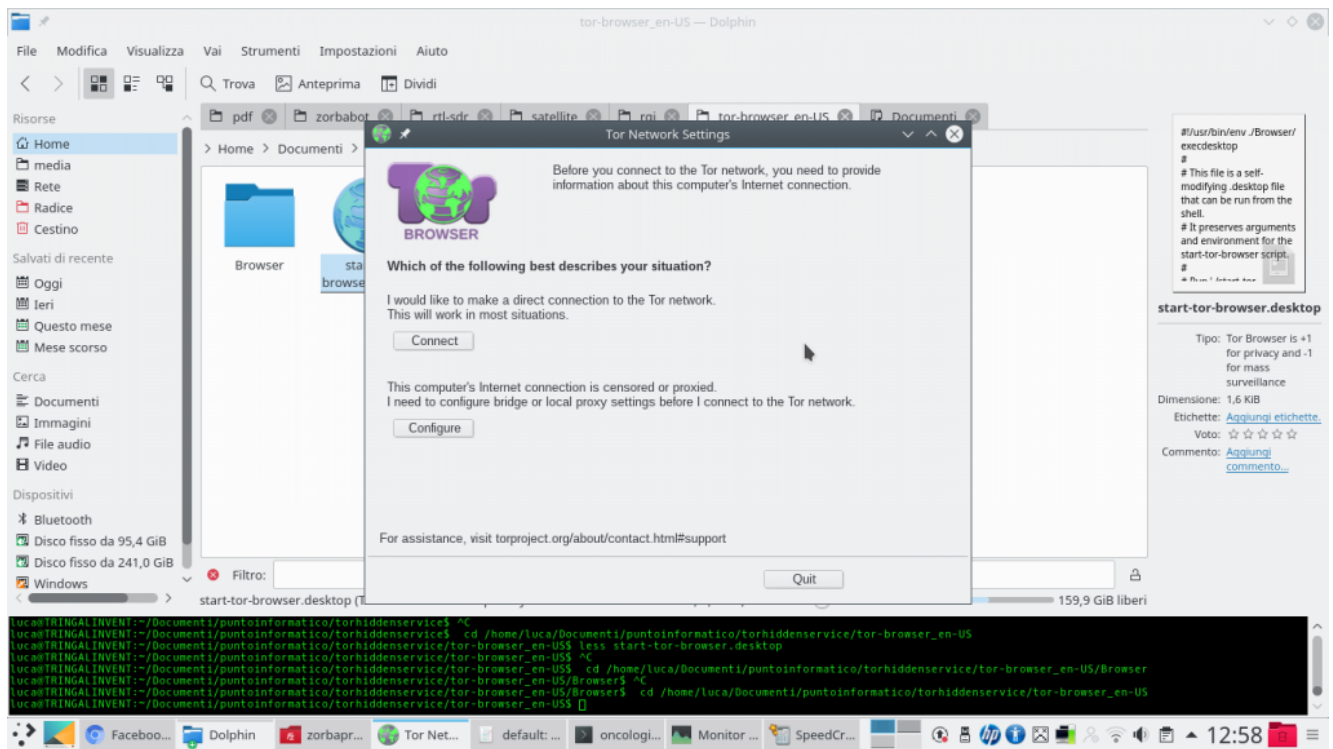 tor-browser_en-US — Dolphin
File Modifica Visualizza Vai Strumenti Impostazioni Aiuto
Trova Anteprima Dividi
Risorse
Home
media
Rete
Radice
Cestino
Salvati di recente
Oggi
Ieri
Questo mese
Mese scorso
Cerca
Documenti
Immagini
File audio
Video
Dispositivi
Bluetooth
Disco fisso da 95,4 GiB
Disco fisso da 241,0 GiB
Windows
pdf zorbabot rtl-sdr satellite rqi tor-browser_en-US Documenti
> Home > Documenti >
Browser
sta
browse
Tor Network Settings
Tor
BROWSER
Before you connect to the Tor network, you need to provide
information about this computer's Internet connection.
Which of the following best describes your situation?
I would like to make a direct connection to the Tor network.
This will work in most situations.
Connect
This computer's Internet connection is censored or proxied.
I need to configure bridge or local proxy settings before I connect to the Tor network.
Configure
For assistance, visit torproject.org/about/contact.html#support
Quit
Filtro:
start-tor-browser.desktop (T
159,9 GiB liberi
#!/usr/bin/env ./Browser/
execdesktop
#
# This file is a self-
modifying .desktop file
that can be run from the
shell.
# It preserves arguments
and environment for the
start-tor-browser script.
#
start-tor-browser.desktop
Tipo: Tor Browser is +1
for privacy and -1
for mass
surveillance
Dimensione: 1,6 KiB
Etichette: Aggiungi etichette.
Voto:
Commento: Aggiungi
commento...
luca@TRINGALINVENT:~/Documenti/puntoinformatico/torhiddenservice$ ^C
luca@TRINGALINVENT:~/Documenti/puntoinformatico/torhiddenservice$ cd /home/luca/Documenti/puntoinformatico/torhiddenservice/tor-browser_en-US
luca@TRINGALINVENT:~/Documenti/puntoinformatico/torhiddenservice/tor-browser_en-US$ less start-tor-browser.desktop
luca@TRINGALINVENT:~/Documenti/puntoinformatico/torhiddenservice/tor-browser_en-US$ ^C
luca@TRINGALINVENT:~/Documenti/puntoinformatico/torhiddenservice/tor-browser_en-US$ cd /home/luca/Documenti/puntoinformatico/torhiddenservice/tor-browser_en-US/Browser
luca@TRINGALINVENT:~/Documenti/puntoinformatico/torhiddenservice/tor-browser_en-US/Browser$ ^C
luca@TRINGALINVENT:~/Documenti/puntoinformatico/torhiddenservice/tor-browser_en-US/Browser$ cd /home/luca/Documenti/puntoinformatico/torhiddenservice/tor-browser_en-US
luca@TRINGALINVENT:~/Documenti/puntoinformatico/torhiddenservice/tor-browser_en-US$
Faceboo... Dolphin zorbapr... Tor Net... default: ... oncologi... Monitor ... SpeedCr... 12:58